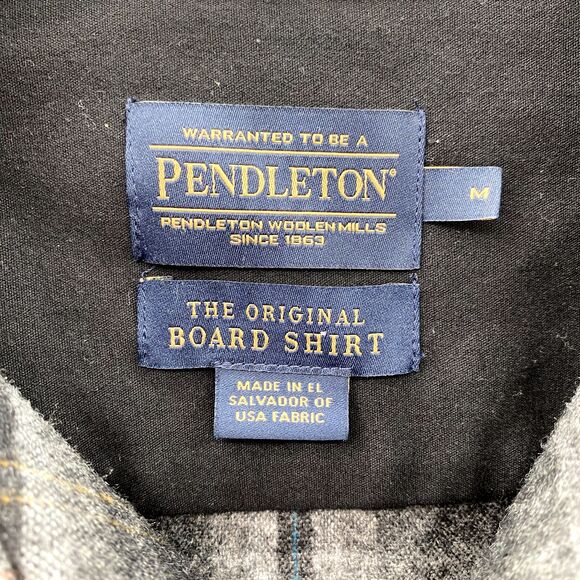 WARRANTED TO BE A
PENDLETON®
PENDLETON WOOLEN MILLS
SINCE 1863
M
THE ORIGINAL
BOARD SHIRT
MADE IN EL
SALVADOR OF
USA FABRIC